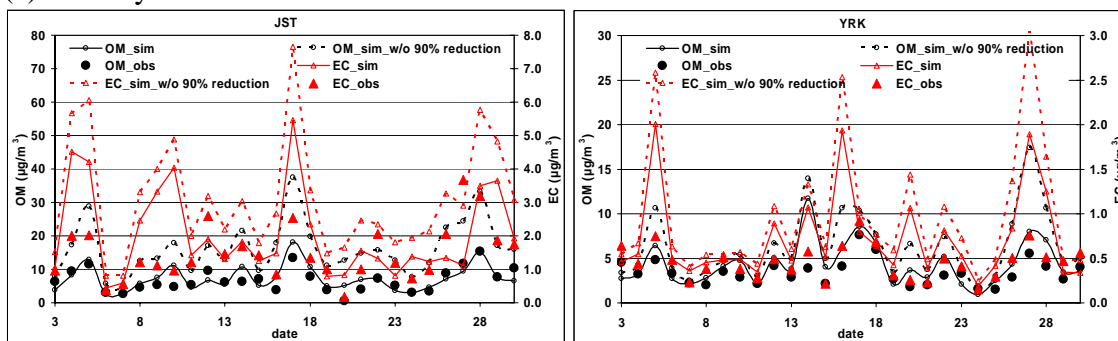 JST
OM_sim
OM_sim_w/o 90% reduction
OM_obs
EC_sim
EC_sim_w/o 90% reduction
EC_obs
80
70
60
50
40
30
20
10
0
OM (µg/m³)
8.0
7.0
6.0
5.0
4.0
3.0
2.0
1.0
0.0
EC (µg/m³)
3 8 13 18 23 28
date
YRK
OM_sim
OM_sim_w/o 90% reduction
OM_obs
EC_sim
EC_sim_w/o 90% reduction
EC_obs
30
25
20
15
10
5
0
OM (µg/m³)
3.0
2.5
2.0
1.5
1.0
0.5
0.0
3 8 13 18 23 28
date